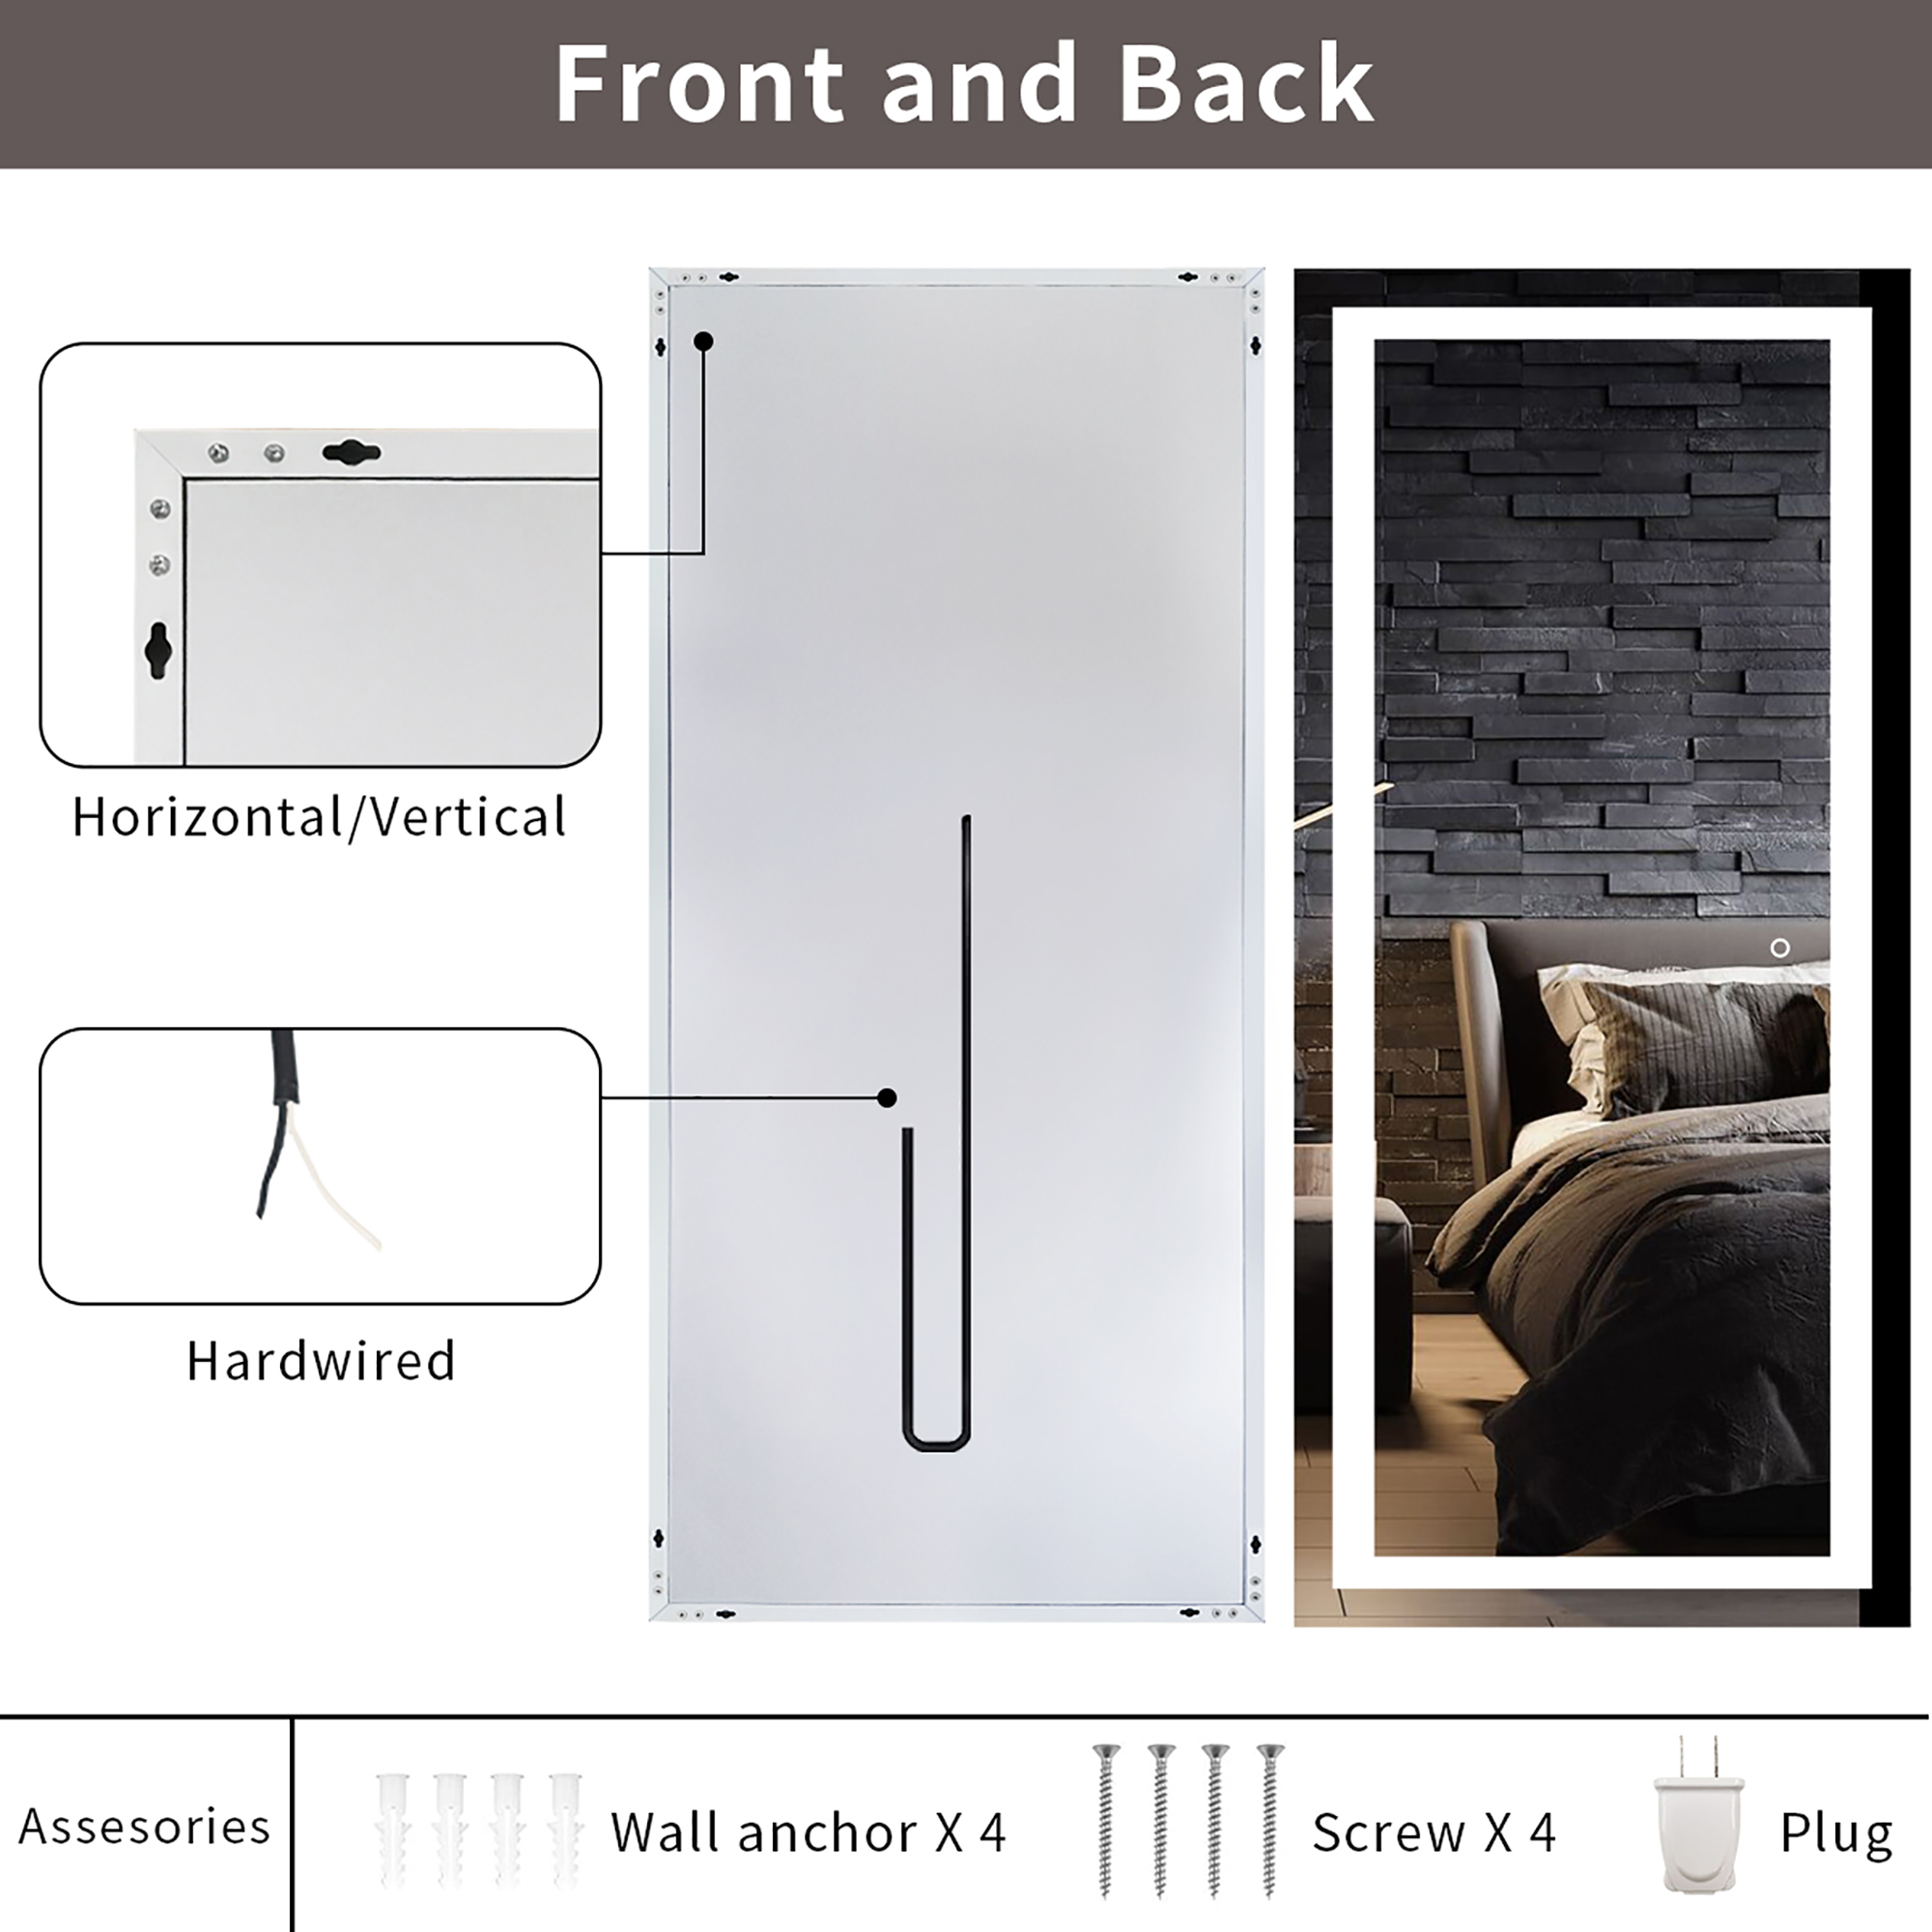 Front and Back
Horizontal/Vertical
Hardwired
Assesories
Wall anchor X 4
Screw X 4
Plug